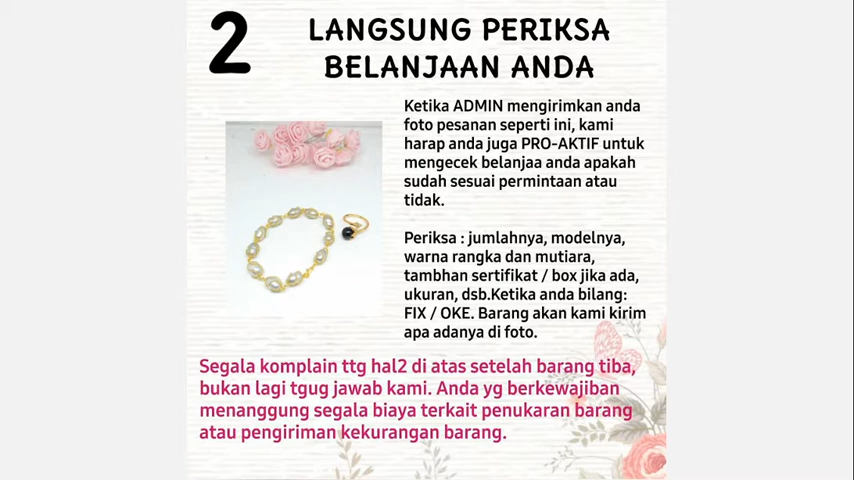 2
LANGSUNG PERIKSA
BELANJAAN ANDA
Ketika ADMIN mengirimkan anda
foto pesanan seperti ini, kami
harap anda juga PRO-AKTIF untuk
mengecek belanjaa anda apakah
sudah sesuai permintaan atau
tidak.
Periksa : jumlahnya, modelnya,
warna rangka dan mutiara,
tambhan sertifikat / box jika ada,
ukuran, dsb.Ketika anda bilang:
FIX / OKE. Barang akan kami kirim
apa adanya di foto.
Segala komplain ttg hal2 di atas setelah barang tiba,
bukan lagi tgug jawab kami. Anda yg berkewajiban
menanggung segala biaya terkait penukaran barang
atau pengiriman kekurangan barang.